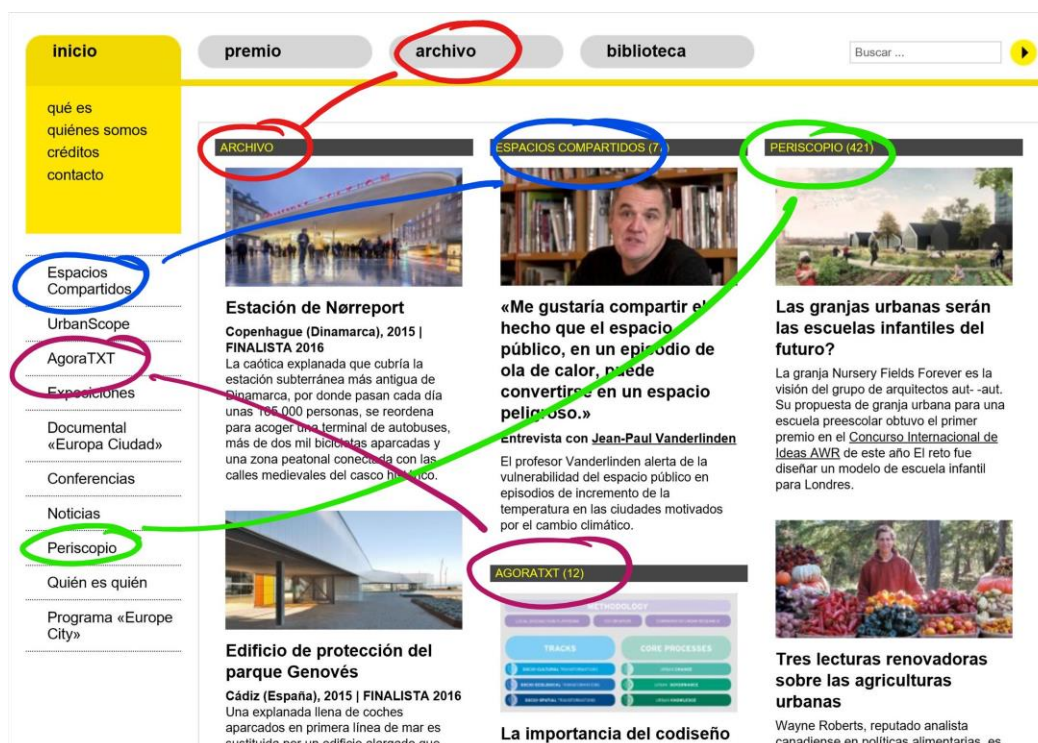 inicio
premio
archivo
biblioteca
Buscar ...
qué es
quiénes somos
créditos
contacto
Espacios
Compartidos
UrbanScope
AgoraTXT
Exposiciones
Documental
«Europa Ciudad»
Conferencias
Noticias
Periscopio
Quién es quién
Programa «Europe
City»
ARCHIVO
Estación de Nørreport
Copenhague (Dinamarca), 2015 |
FINALISTA 2016
La caótica explanada que cubría la
estación subterránea más antigua de
Dinamarca, por donde pasan cada día
unas 165.000 personas, se reordena
para acoger una terminal de autobuses,
más de dos mil bicicletas aparcadas y
una zona peatonal conectada con las
calles medievales del casco histórico.
Edificio de protección del
parque Genovés
Cádiz (España), 2015 | FINALISTA 2016
Una explanada llena de coches
aparcados en primera línea de mar es
sustituida por un edificio alargado que
ESPACIOS COMPARTIDOS
«Me gustaría compartir el
hecho que el espacio
público, en un episodio de
ola de calor, puede
convertirse en un espacio
peligroso.»
Entrevista con Jean-Paul Vanderlinden
El profesor Vanderlinden alerta de la
vulnerabilidad del espacio público en
episodios de incremento de la
temperatura en las ciudades motivados
por el cambio climático.
AGORATXT (12)
METHODOLOGY
TRACKS
CORE PROCESSES
La importancia del codiseño
PERISCOPIO (421)
Las granjas urbanas serán
las escuelas infantiles del
futuro?
La granja Nursery Fields Forever es la
visión del grupo de arquitectos aut- -aut.
Su propuesta de granja urbana para una
escuela preescolar obtuvo el primer
premio en el Concurso Internacional de
Ideas AWR de este año El reto fue
diseñar un modelo de escuela infantil
para Londres.
Tres lecturas renovadoras
sobre las agriculturas
urbanas
Wayne Roberts, reputado analista
canadiense en políticas alimentarias, es